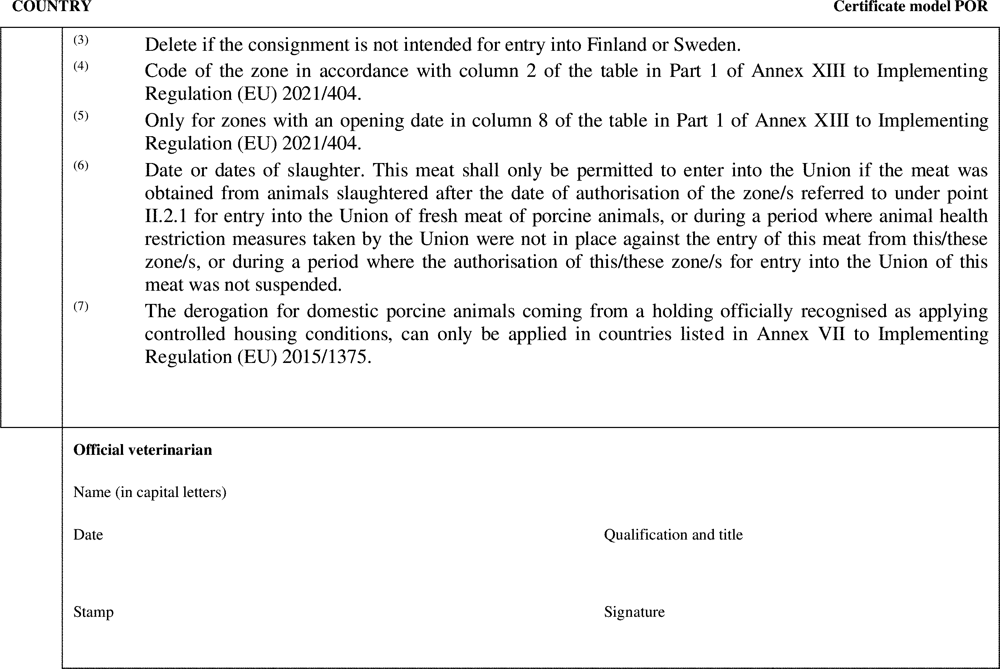 COUNTRY Certificate model POR
(3) Delete if the consignment is not intended for entry into Finland or Sweden.
(4) Code of the zone in accordance with column 2 of the table in Part 1 of Annex XIII to Implementing
Regulation (EU) 2021/404.
(5) Only for zones with an opening date in column 8 of the table in Part 1 of Annex XIII to Implementing
Regulation (EU) 2021/404.
(6) Date or dates of slaughter. This meat shall only be permitted to enter into the Union if the meat was
obtained from animals slaughtered after the date of authorisation of the zone/s referred to under point
II.2.1 for entry into the Union of fresh meat of porcine animals, or during a period where animal health
restriction measures taken by the Union were not in place against the entry of this meat from this/these
zone/s, or during a period where the authorisation of this/these zone/s for entry into the Union of this
meat was not suspended.
(7) The derogation for domestic porcine animals coming from a holding officially recognised as applying
controlled housing conditions, can only be applied in countries listed in Annex VII to Implementing
Regulation (EU) 2015/1375.
Official veterinarian
Name (in capital letters)
Date Qualification and title
Stamp Signature